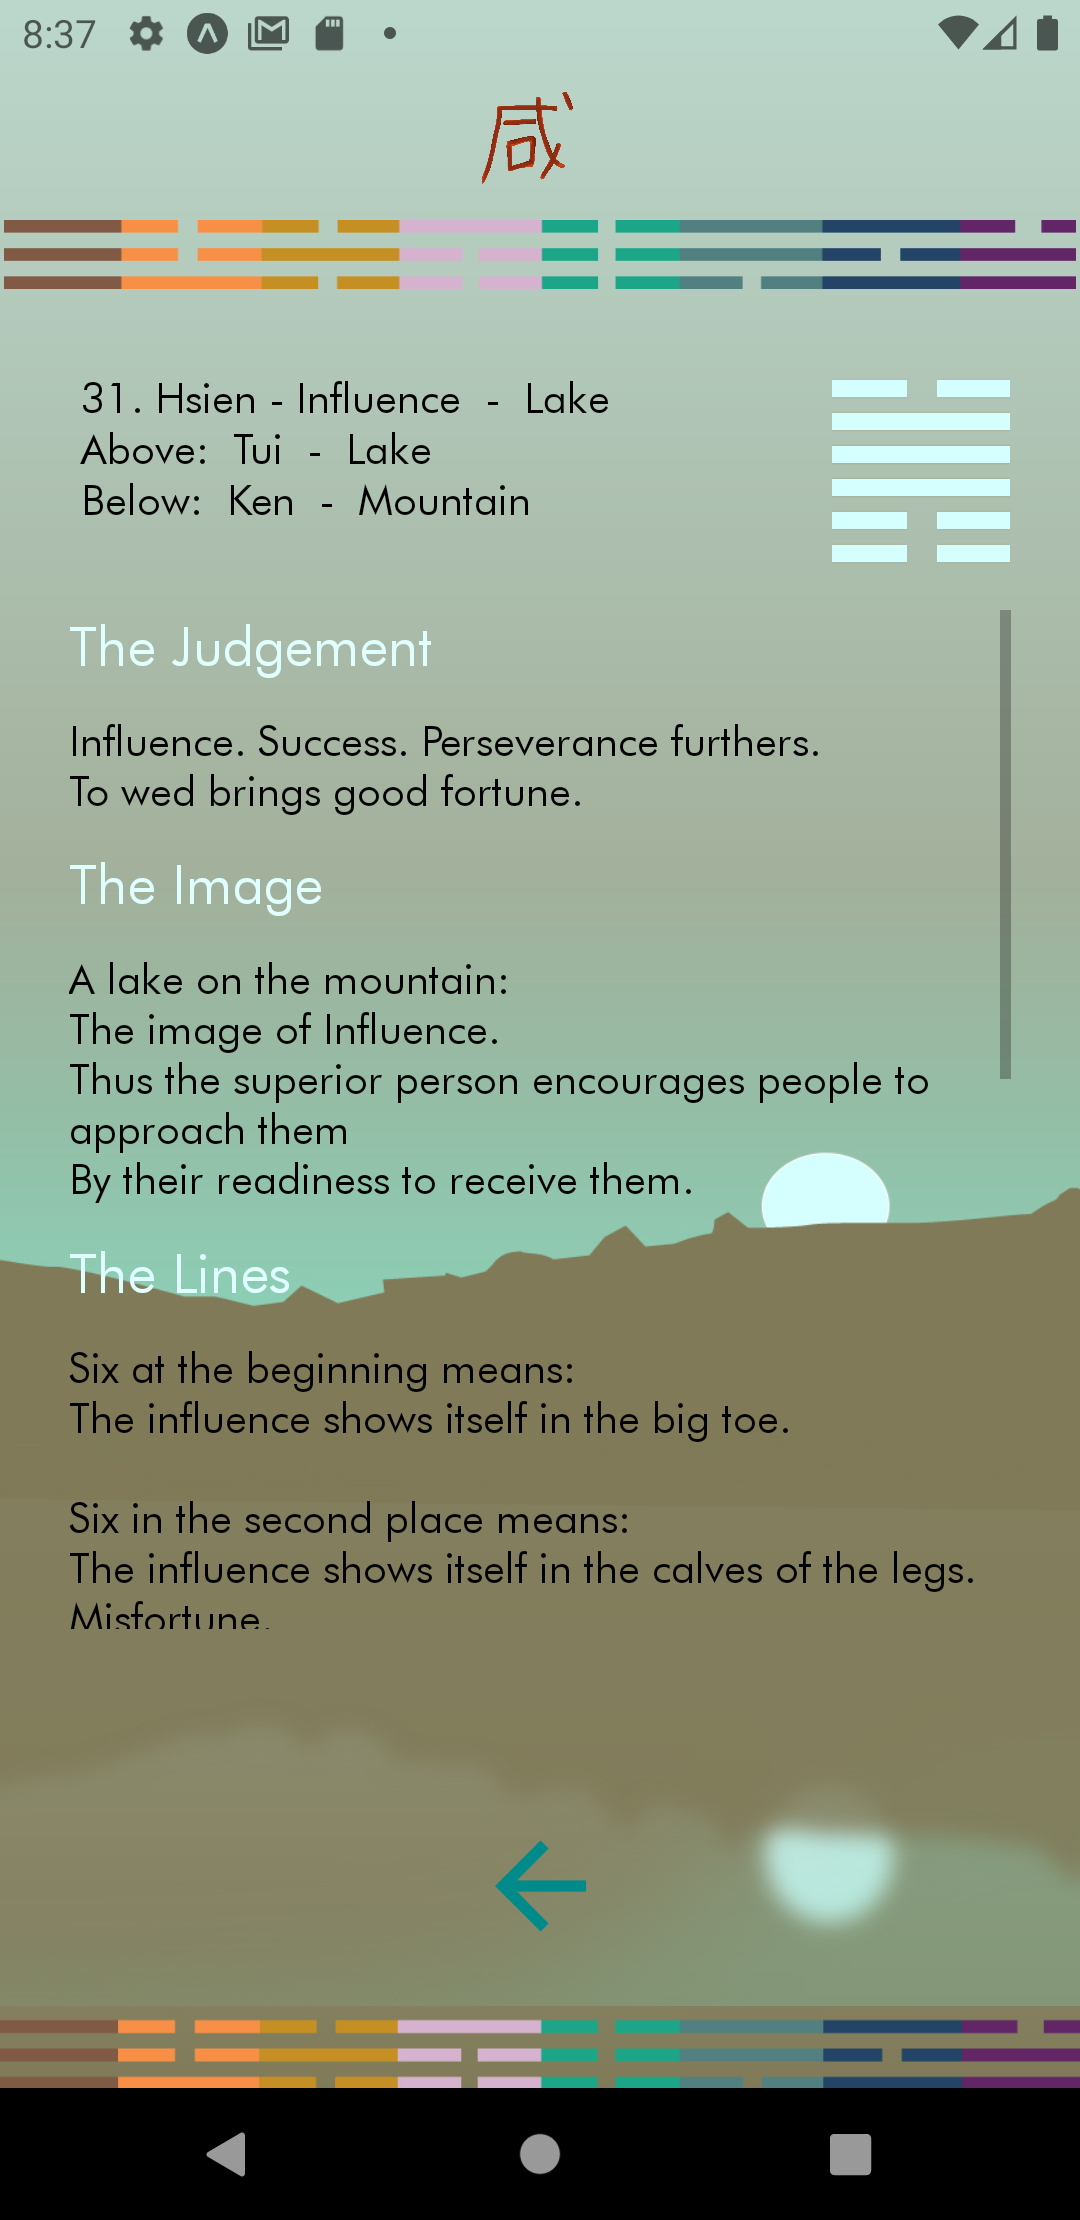 8:37
咸
31. Hsien - Influence - Lake
Above: Tui - Lake
Below: Ken - Mountain
The Judgement
Influence. Success. Perseverance furthers.
To wed brings good fortune.
The Image
A lake on the mountain:
The image of Influence.
Thus the superior person encourages people to
approach them
By their readiness to receive them.
The Lines
Six at the beginning means:
The influence shows itself in the big toe.
Six in the second place means:
The influence shows itself in the calves of the legs.
Misfortune.